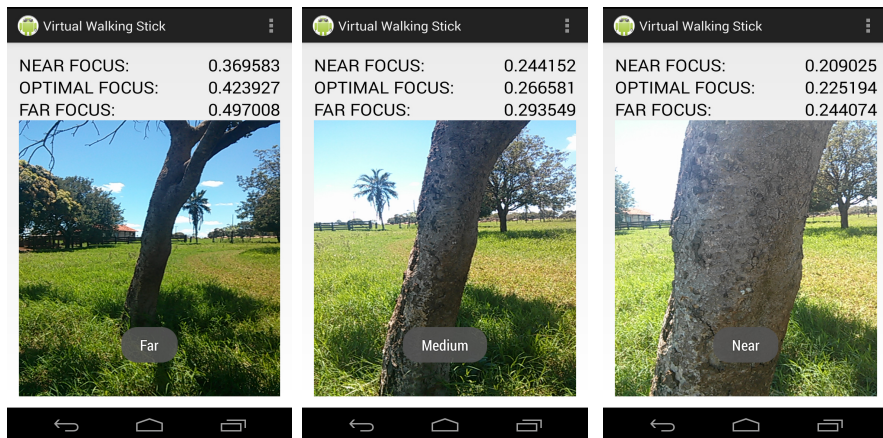 Virtual Walking Stick
NEAR FOCUS: 0.369583
OPTIMAL FOCUS: 0.423927
FAR FOCUS: 0.497008
Far
Virtual Walking Stick
NEAR FOCUS: 0.244152
OPTIMAL FOCUS: 0.266581
FAR FOCUS: 0.293549
Medium
Virtual Walking Stick
NEAR FOCUS: 0.209025
OPTIMAL FOCUS: 0.225194
FAR FOCUS: 0.244074
Near